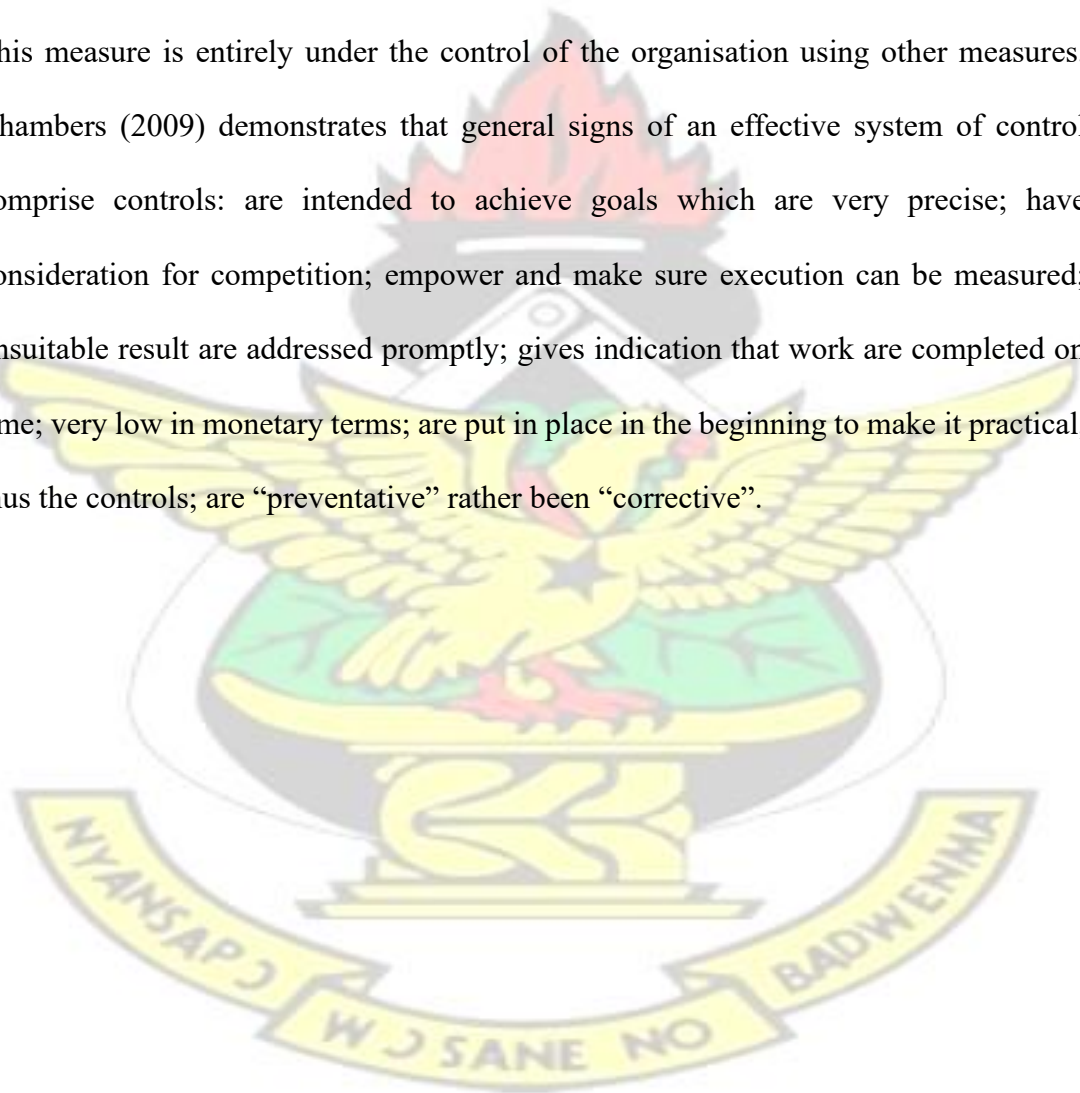 his measure is entirely under the control of the organisation using other measures.
hambers (2009) demonstrates that general signs of an effective system of control
omprise controls: are intended to achieve goals which are very precise; have
onsideration for competition; empower and make sure execution can be measured;
nsuitable result are addressed promptly; gives indication that work are completed on
me; very low in monetary terms; are put in place in the beginning to make it practical,
us the controls; are “preventative” rather been “corrective”.
NYANSAPƆ
WƆSANE NO
BADWENMA